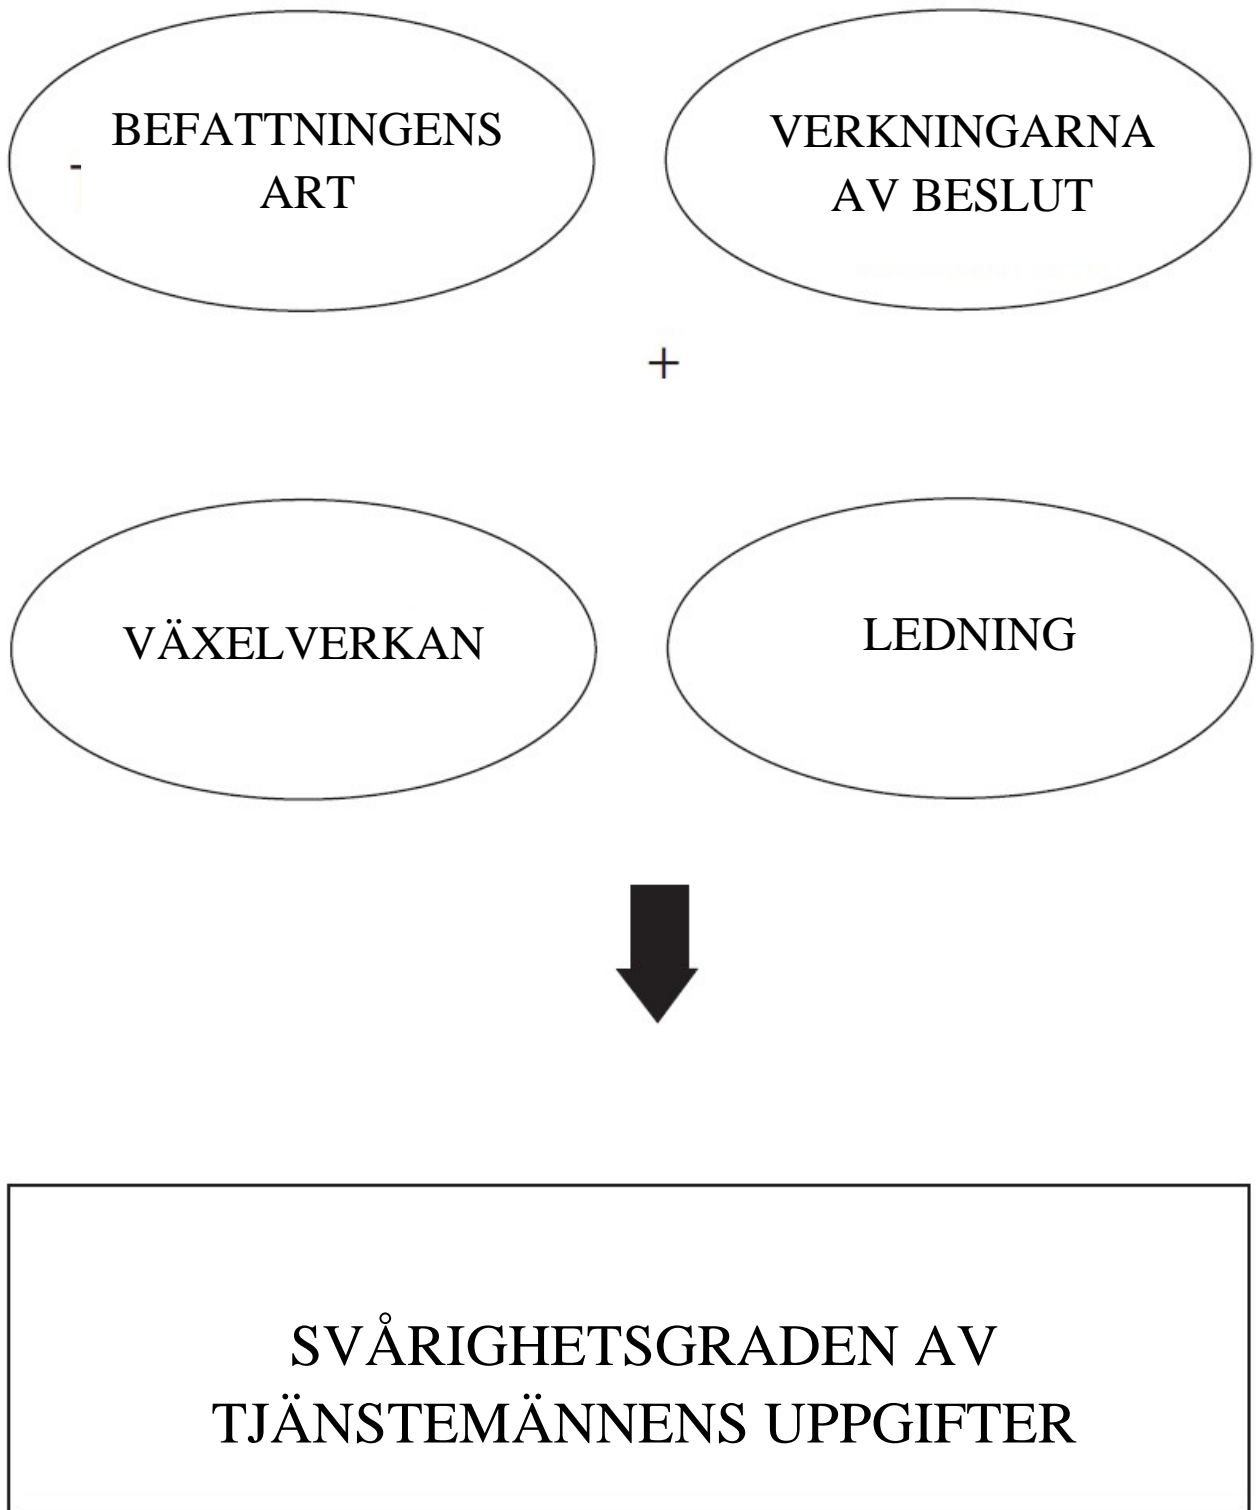 BEFATTNINGENS
ART
VERKNINGARNA
AV BESLUT
+
VÄXELVERKAN
LEDNING
SVÅRIGHETSGRADEN AV
TJÄNSTEMÄNNENS UPPGIFTER